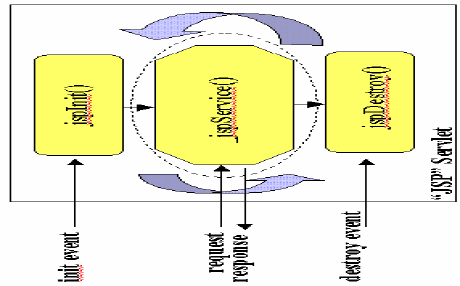 jspInit()
jspService()
jspDestroy()
"JSP" Servlet
init event
request
response
destroy event